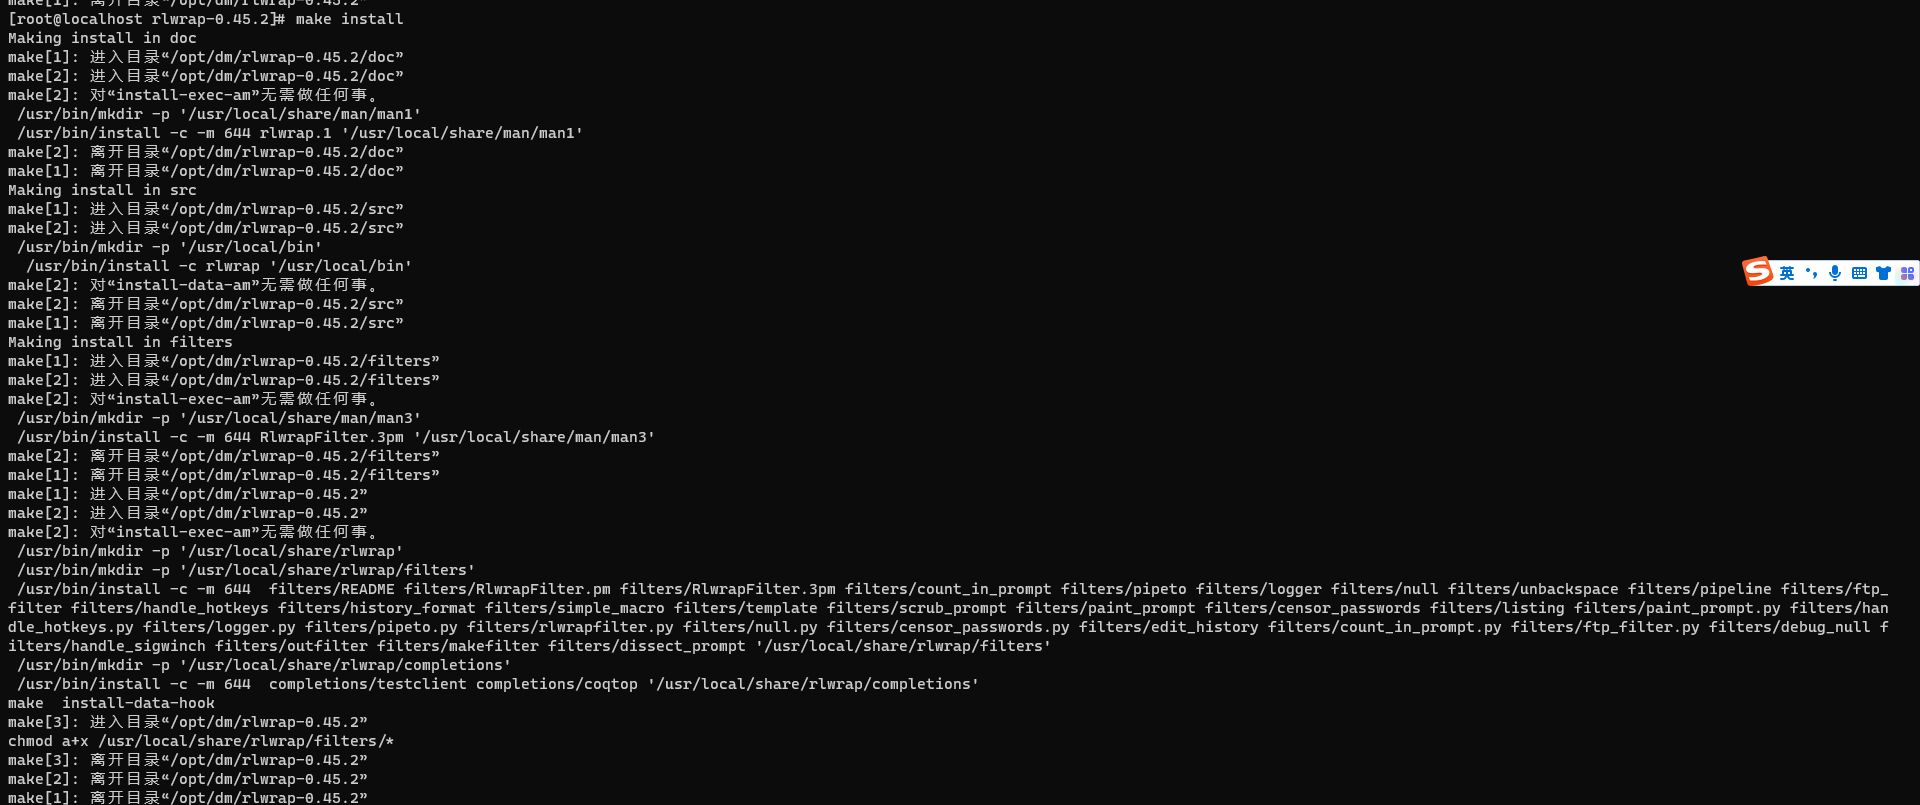 make[1]: 离开目录“/opt/dm/rlwrap-0.45.2”
[root@localhost rlwrap-0.45.2]# make install
Making install in doc
make[1]: 进入目录“/opt/dm/rlwrap-0.45.2/doc”
make[2]: 进入目录“/opt/dm/rlwrap-0.45.2/doc”
make[2]: 对“install-exec-am”无需做任何事。
 /usr/bin/mkdir -p '/usr/local/share/man/man1'
 /usr/bin/install -c -m 644 rlwrap.1 '/usr/local/share/man/man1'
make[2]: 离开目录“/opt/dm/rlwrap-0.45.2/doc”
make[1]: 离开目录“/opt/dm/rlwrap-0.45.2/doc”
Making install in src
make[1]: 进入目录“/opt/dm/rlwrap-0.45.2/src”
make[2]: 进入目录“/opt/dm/rlwrap-0.45.2/src”
 /usr/bin/mkdir -p '/usr/local/bin'
  /usr/bin/install -c rlwrap '/usr/local/bin'
英
make[2]: 对“install-data-am”无需做任何事。
make[2]: 离开目录“/opt/dm/rlwrap-0.45.2/src”
make[1]: 离开目录“/opt/dm/rlwrap-0.45.2/src”
Making install in filters
make[1]: 进入目录“/opt/dm/rlwrap-0.45.2/filters”
make[2]: 进入目录“/opt/dm/rlwrap-0.45.2/filters”
make[2]: 对“install-exec-am”无需做任何事。
 /usr/bin/mkdir -p '/usr/local/share/man/man3'
 /usr/bin/install -c -m 644 RlwrapFilter.3pm '/usr/local/share/man/man3'
make[2]: 离开目录“/opt/dm/rlwrap-0.45.2/filters”
make[1]: 离开目录“/opt/dm/rlwrap-0.45.2/filters”
make[1]: 进入目录“/opt/dm/rlwrap-0.45.2”
make[2]: 进入目录“/opt/dm/rlwrap-0.45.2”
make[2]: 对“install-exec-am”无需做任何事。
 /usr/bin/mkdir -p '/usr/local/share/rlwrap'
 /usr/bin/mkdir -p '/usr/local/share/rlwrap/filters'
 /usr/bin/install -c -m 644  filters/README filters/RlwrapFilter.pm filters/RlwrapFilter.3pm filters/count_in_prompt filters/pipeto filters/logger filters/null filters/unbackspace filters/pipeline filters/ftp_
filter filters/handle_hotkeys filters/history_format filters/simple_macro filters/template filters/scrub_prompt filters/paint_prompt filters/censor_passwords filters/listing filters/paint_prompt.py filters/han
dle_hotkeys.py filters/logger.py filters/pipeto.py filters/rlwrapfilter.py filters/null.py filters/censor_passwords.py filters/edit_history filters/count_in_prompt.py filters/ftp_filter.py filters/debug_null f
ilters/handle_sigwinch filters/outfilter filters/makefilter filters/dissect_prompt '/usr/local/share/rlwrap/filters'
 /usr/bin/mkdir -p '/usr/local/share/rlwrap/completions'
 /usr/bin/install -c -m 644  completions/testclient completions/coqtop '/usr/local/share/rlwrap/completions'
make  install-data-hook
make[3]: 进入目录“/opt/dm/rlwrap-0.45.2”
chmod a+x /usr/local/share/rlwrap/filters/*
make[3]: 离开目录“/opt/dm/rlwrap-0.45.2”
make[2]: 离开目录“/opt/dm/rlwrap-0.45.2”
make[1]: 离开目录“/opt/dm/rlwrap-0.45.2”